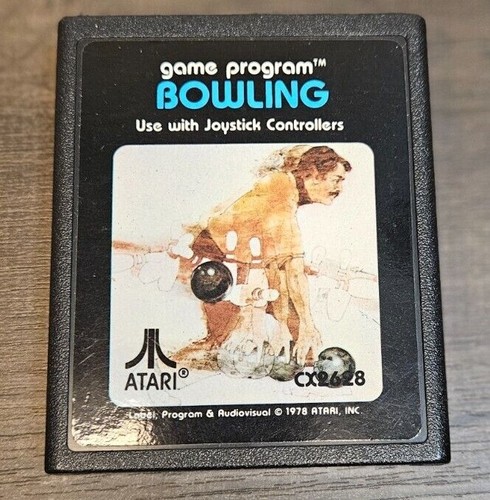 game program™
BOWLING
Use with Joystick Controllers
ATARI®
CX2628
Label, Program & Audiovisual © 1978 ATARI, INC